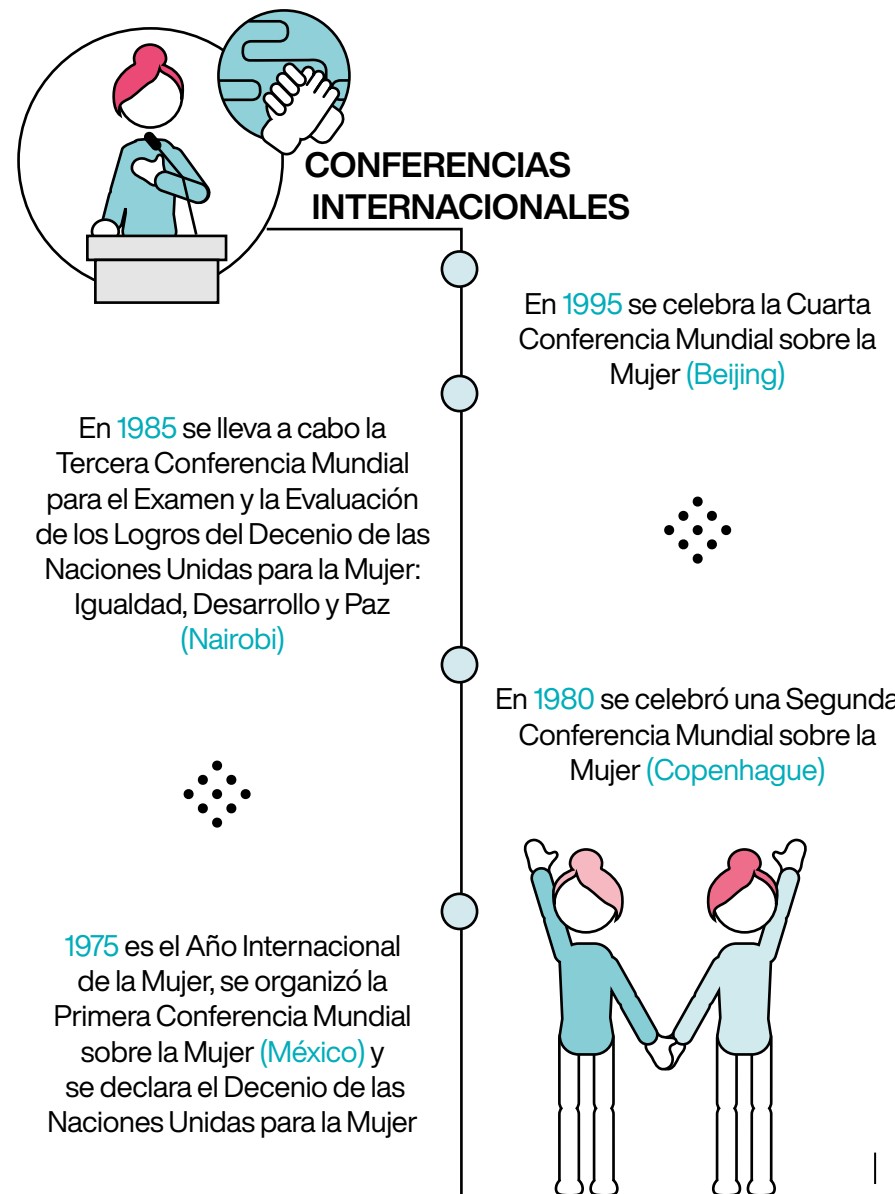 CONFERENCIAS
INTERNACIONALES
En 1995 se celebra la Cuarta
Conferencia Mundial sobre la
Mujer (Beijing)
En 1985 se lleva a cabo la
Tercera Conferencia Mundial
para el Examen y la Evaluación
de los Logros del Decenio de las
Naciones Unidas para la Mujer:
Igualdad, Desarrollo y Paz
(Nairobi)
En 1980 se celebró una Segunda
Conferencia Mundial sobre la
Mujer (Copenhague)
1975 es el Año Internacional
de la Mujer, se organizó la
Primera Conferencia Mundial
sobre la Mujer (México) y
se declara el Decenio de las
Naciones Unidas para la Mujer